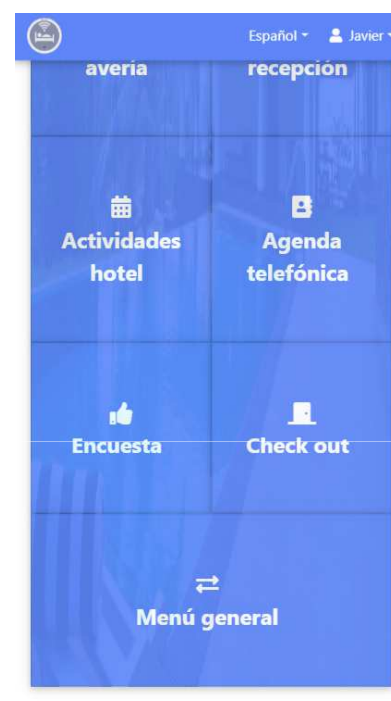 Español Javier
avería recepción
Actividades Agenda
hotel telefónica
Encuesta Check out
Menú general